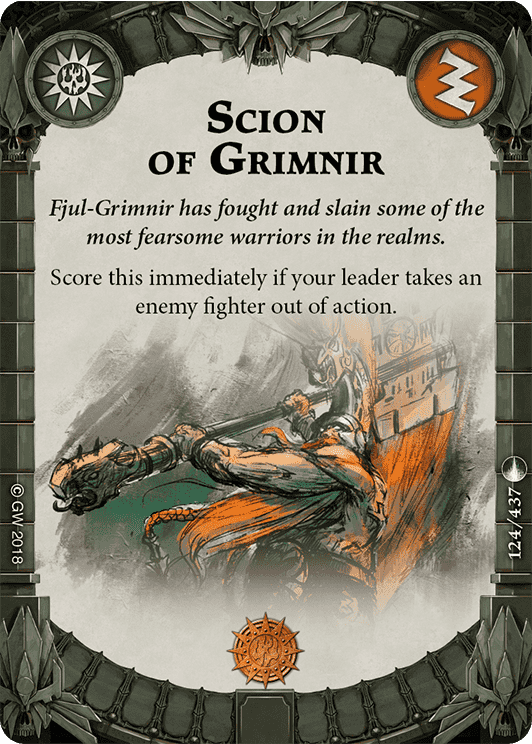 Scion
of Grimnir
Fjul-Grimnir has fought and slain some of the
most fearsome warriors in the realms.
Score this immediately if your leader takes an
enemy fighter out of action.
© GW 2018
124/437